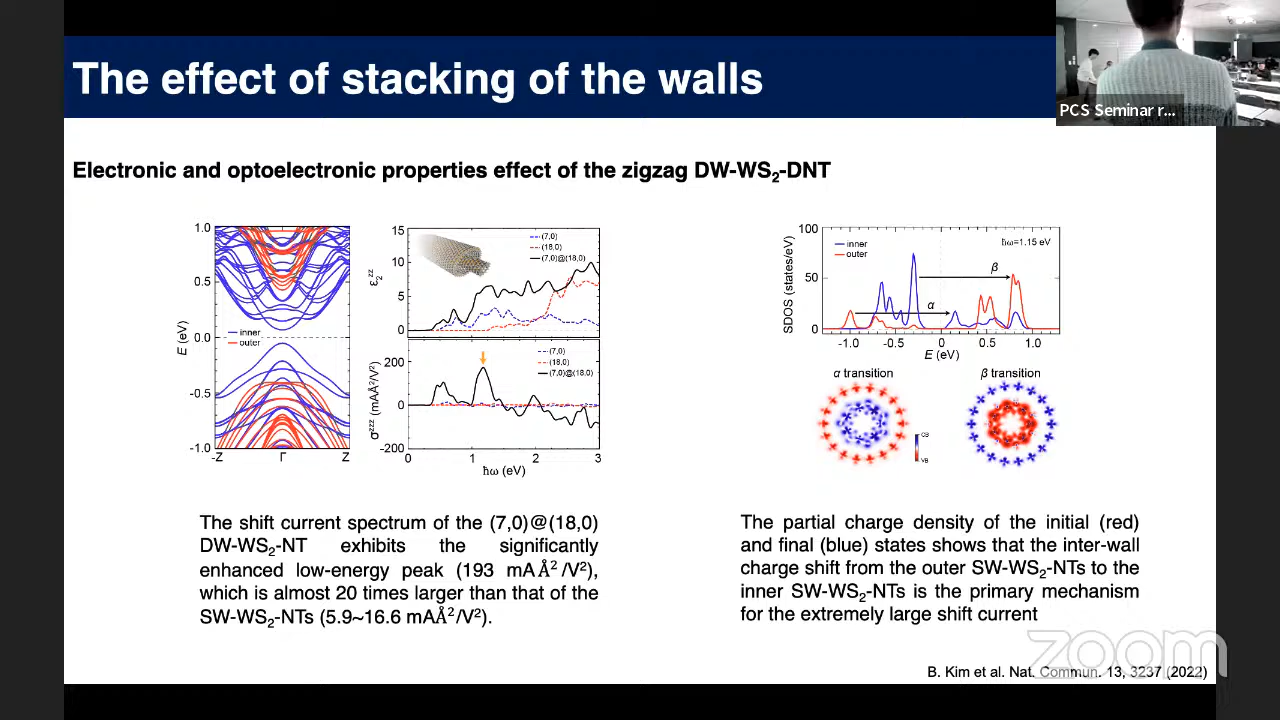 The effect of stacking of the walls
PCS Seminar r...
Electronic and optoelectronic properties effect of the zigzag DW-WS2-DNT
1.0
0.5
0.0
-0.5
-1.0
E (eV)
inner
outer
-Z Γ Z
15
10
5
0
ε₂ᶻᶻ
(7,0)
(18,0)
(7,0)@(18,0)
200
0
-200
σᶻᶻᶻ (mAÅ²/V²)
(7,0)
(18,0)
(7,0)@(18,0)
0 1 2 3
ħω (eV)
100
50
0
SDOS (states/eV)
inner
outer
ħω=1.15 eV
β
α
-1.0 -0.5 0 0.5 1.0
E (eV)
α transition β transition
CB
VB
The shift current spectrum of the (7,0)@(18,0)
DW-WS2-NT exhibits the significantly
enhanced low-energy peak (193 mAÅ²/V²),
which is almost 20 times larger than that of the
SW-WS2-NTs (5.9~16.6 mAÅ²/V²).
The partial charge density of the initial (red)
and final (blue) states shows that the inter-wall
charge shift from the outer SW-WS2-NTs to the
inner SW-WS2-NTs is the primary mechanism
for the extremely large shift current
zoom
B. Kim et al. Nat. Commun. 13, 3237 (2022)